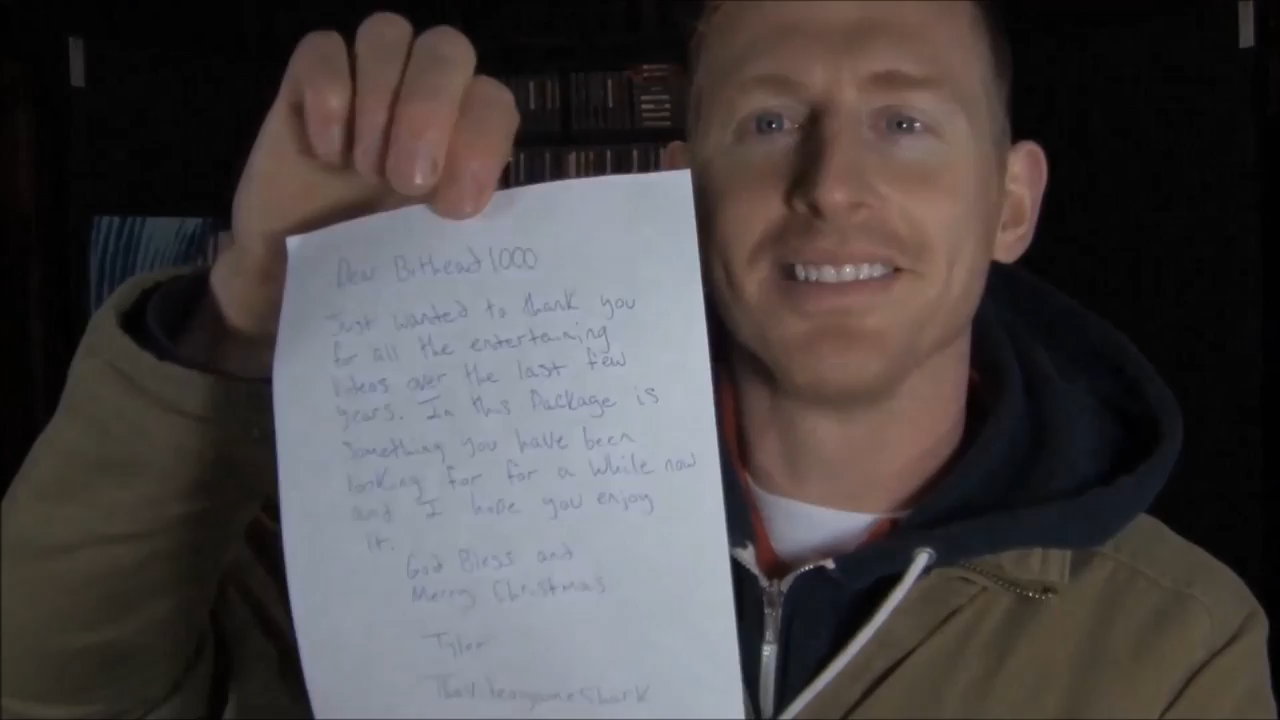 Dear Bithead1000
Just wanted to thank you
for all the entertaining
Videos over the last few
years. In this Package is
Something you have been
looking for for a while now
and I hope you enjoy
it.
God Bless and
Merry Christmas
Tyler